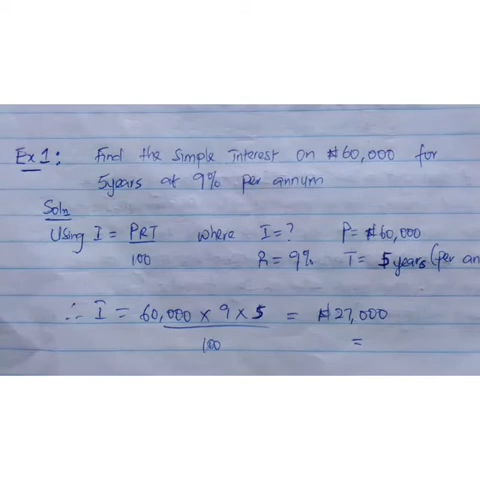 Ex 1: Find the simple interest on ₦60,000 for
5years at 9% per annum
Soln
Using I = PRT where I = ? P = ₦60,000
100 R = 9% T = 5 years (per an
∴ I = 60,000 x 9 x 5 = ₦27,000
100 =